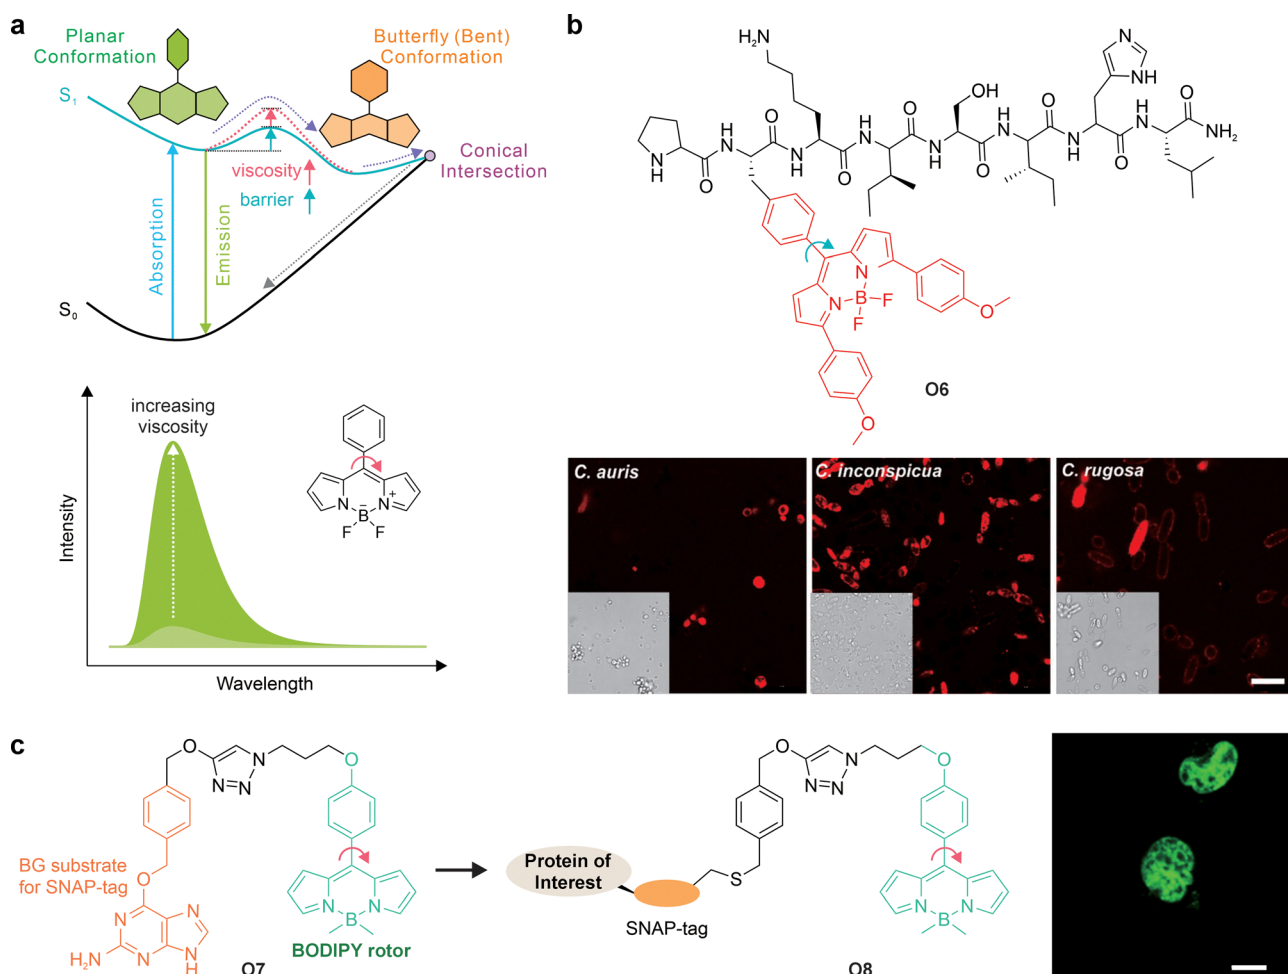 a
Planar
Conformation
Butterfly (Bent)
Conformation
S1
viscosity
barrier
Conical
Intersection
Absorption
Emission
S0
increasing
viscosity
Intensity
Wavelength
N
N
+
B
F
F
b
H2N
N
NH
OH
O
H
N
O
H
N
O
H
N
O
NH2
NH
O
N
H
O
N
H
O
N
H
O
N
N
B
F
F
O
O
O6
C. auris
C. inconspicua
C. rugosa
c
O
N
N
N
O
BG substrate
for SNAP-tag
O
N
N
H2N
N
N
H
N
N
B
BODIPY rotor
O7
O
N
N
N
O
Protein of
Interest
S
SNAP-tag
N
N
B
O8